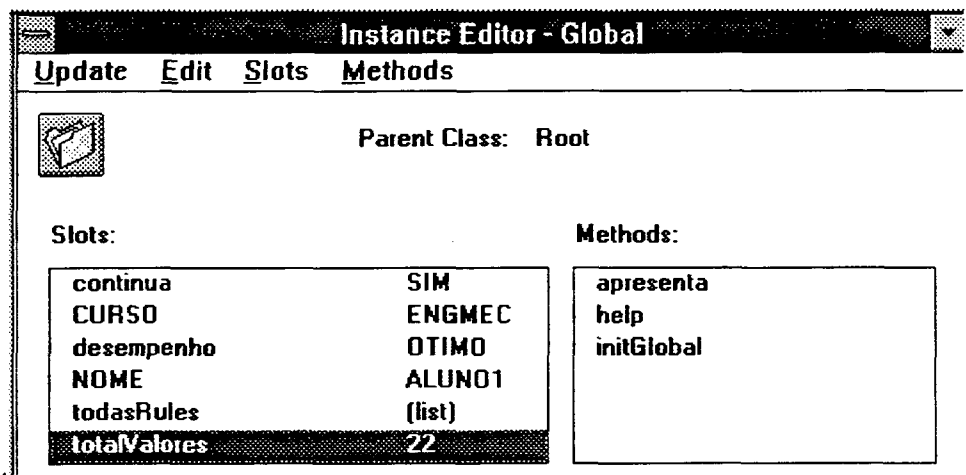 Instance Editor - Global
Update Edit Slots Methods
Parent Class: Root
Slots: Methods:
continua SIM apresenta
CURSO ENGMEC help
desempenho OTIMO initGlobal
NOME ALUNO1
todasRules (list)
totalValores 22